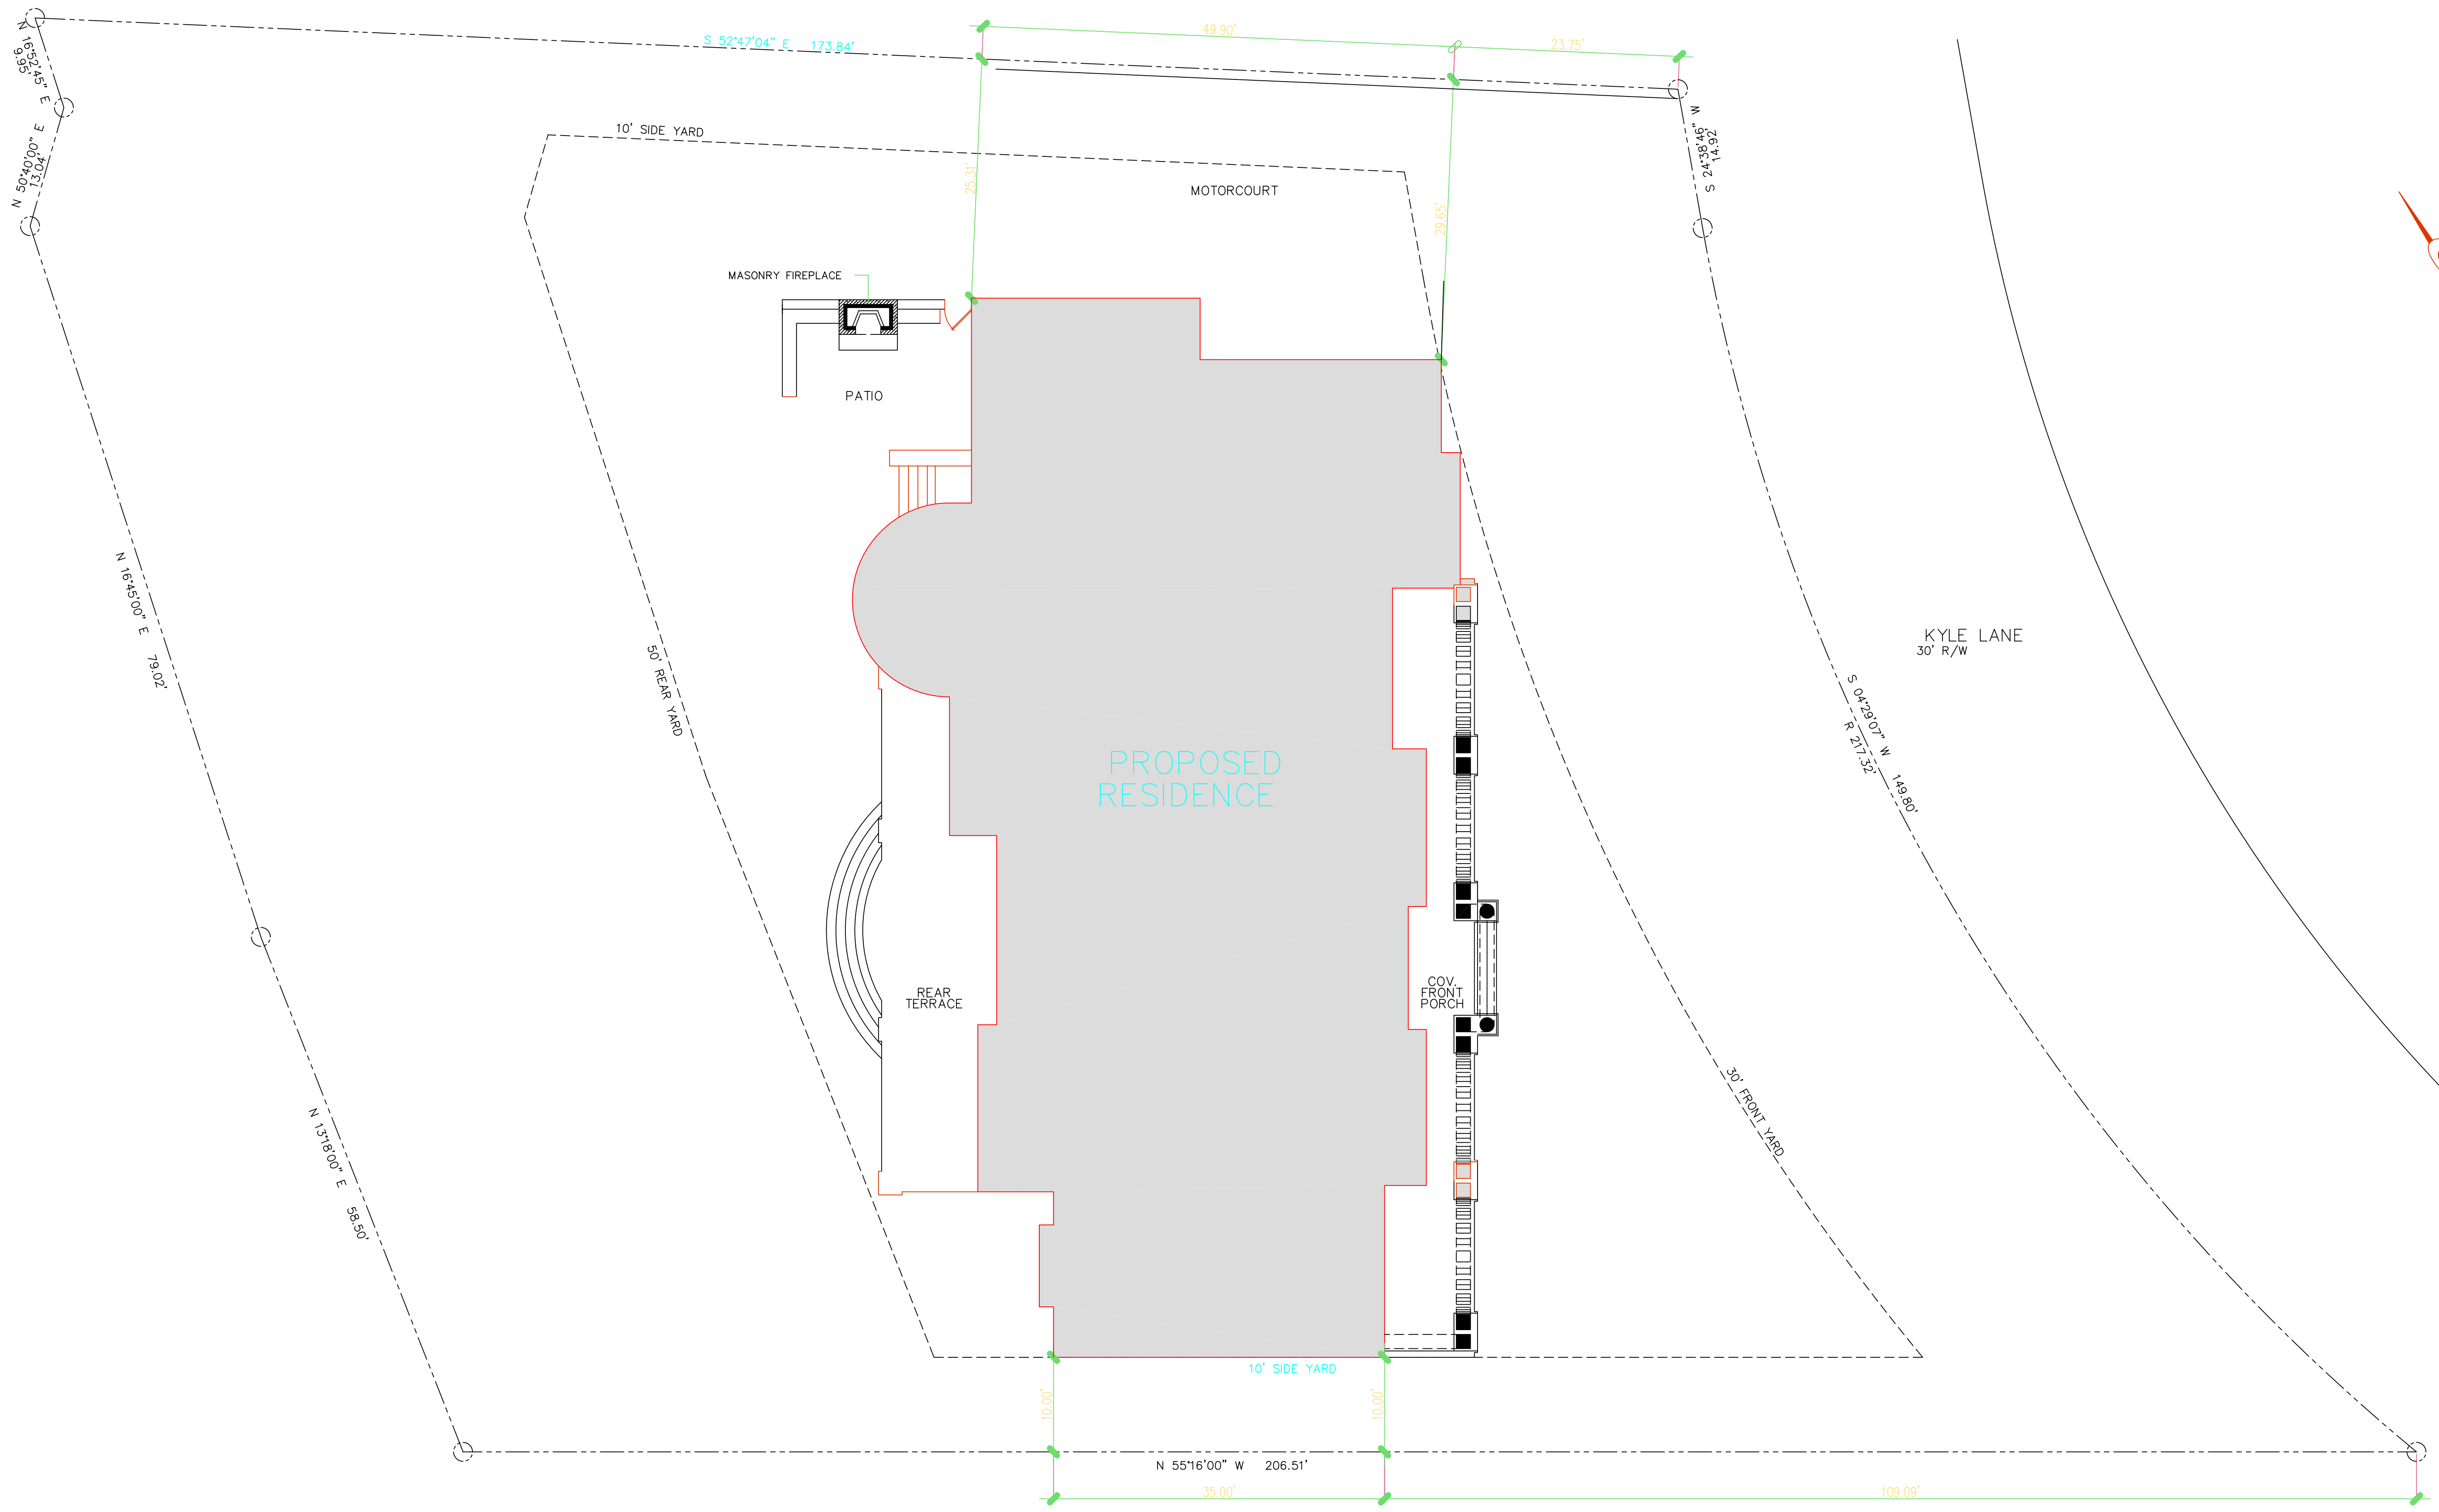 49.90'
23.75'
S 52°47'04" E 173.84'
N 16°52'45" E
9.95'
N 50°40'00" E
13.04'
S 24°38'46" W
14.92'
10' SIDE YARD
MOTORCOURT
25.31'
29.65'
MASONRY FIREPLACE
PATIO
N 16°45'00" E 79.02'
50' REAR YARD
KYLE LANE
30' R/W
S 04°29'07" W 149.80'
R 217.32'
PROPOSED
RESIDENCE
REAR
TERRACE
COV.
FRONT
PORCH
30' FRONT YARD
N 13°18'00" E 58.50'
10' SIDE YARD
10.00'
10.00'
N 55°16'00" W 206.51'
35.00'
109.09'